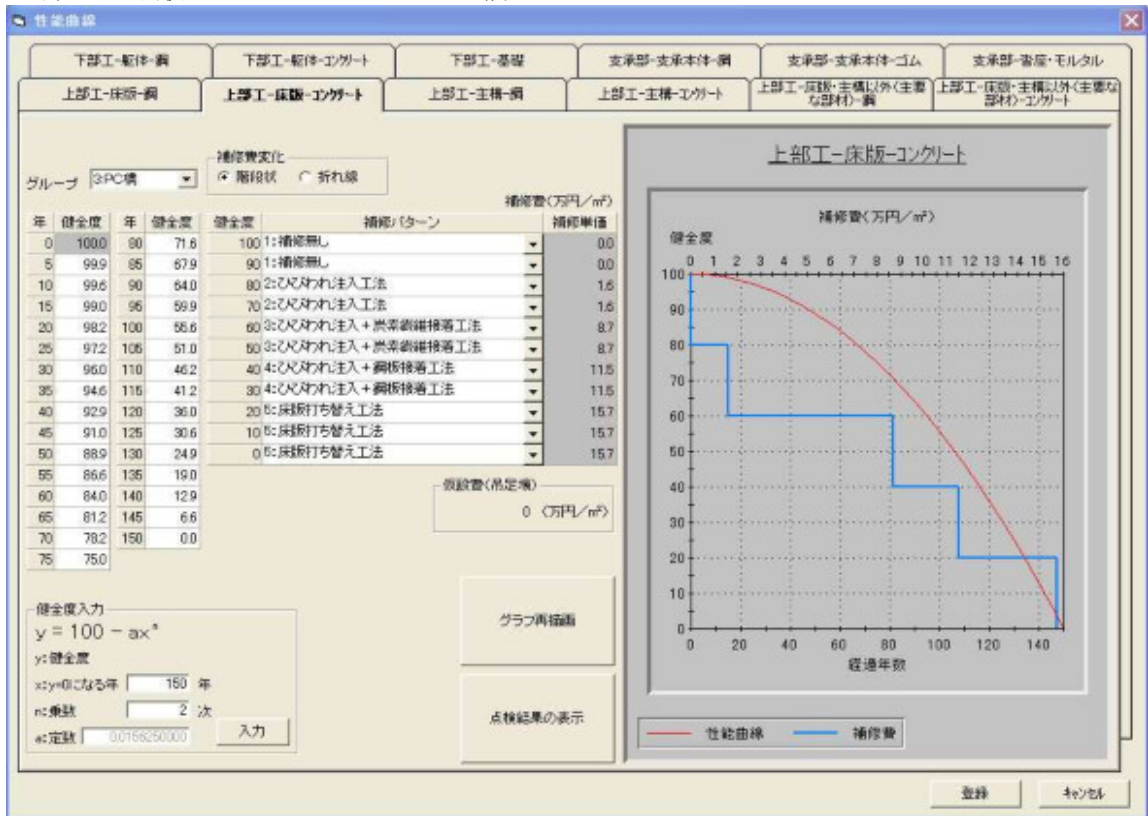 性能曲線
下部工-躯体-鋼 下部工-躯体-コンクリート 下部工-基礎 支承部-支承本体-鋼 支承部-支承本体-ゴム 支承部-沓座・モルタル
上部工-床版-鋼 上部工-床版-コンクリート 上部工-主構-鋼 上部工-主構-コンクリート 上部工-床版・主構以外(主要な部材)-鋼 上部工-床版・主構以外(主要な部材)-コンクリート
グループ 3:PC橋
補修費変化
階段状 折れ線
補修費(万円/㎡)
年 健全度 年 健全度 健全度 補修パターン 補修単価
0 100.0 80 71.6 100 1:補修無し 0.0
5 99.9 85 67.9 90 1:補修無し 0.0
10 99.6 90 64.0 80 2:ひびわれ注入工法 1.6
15 99.0 95 59.9 70 2:ひびわれ注入工法 1.6
20 98.2 100 55.6 60 3:ひびわれ注入+炭素繊維接着工法 8.7
25 97.2 105 51.0 50 3:ひびわれ注入+炭素繊維接着工法 8.7
30 96.0 110 46.2 40 4:ひびわれ注入+鋼板接着工法 11.5
35 94.6 115 41.2 30 4:ひびわれ注入+鋼板接着工法 11.5
40 92.9 120 36.0 20 5:床版打ち替え工法 15.7
45 91.0 125 30.6 10 5:床版打ち替え工法 15.7
50 88.9 130 24.9 0 5:床版打ち替え工法 15.7
55 86.6 135 19.0
60 84.0 140 12.9
65 81.2 145 6.6
70 78.2 150 0.0
75 75.0
仮設費(吊足場)
0 (万円/㎡)
健全度入力
y = 100 - axⁿ
y:健全度
x:y=0になる年 150 年
n:乗数 2 次
a:定数 0.0156250000
入力
グラフ再描画
点検結果の表示
上部工-床版-コンクリート
補修費(万円/㎡)
健全度
0 1 2 3 4 5 6 7 8 9 10 11 12 13 14 15 16
100
90
80
70
60
50
40
30
20
10
0
0 20 40 60 80 100 120 140
経過年数
性能曲線 補修費
登録 キャンセル